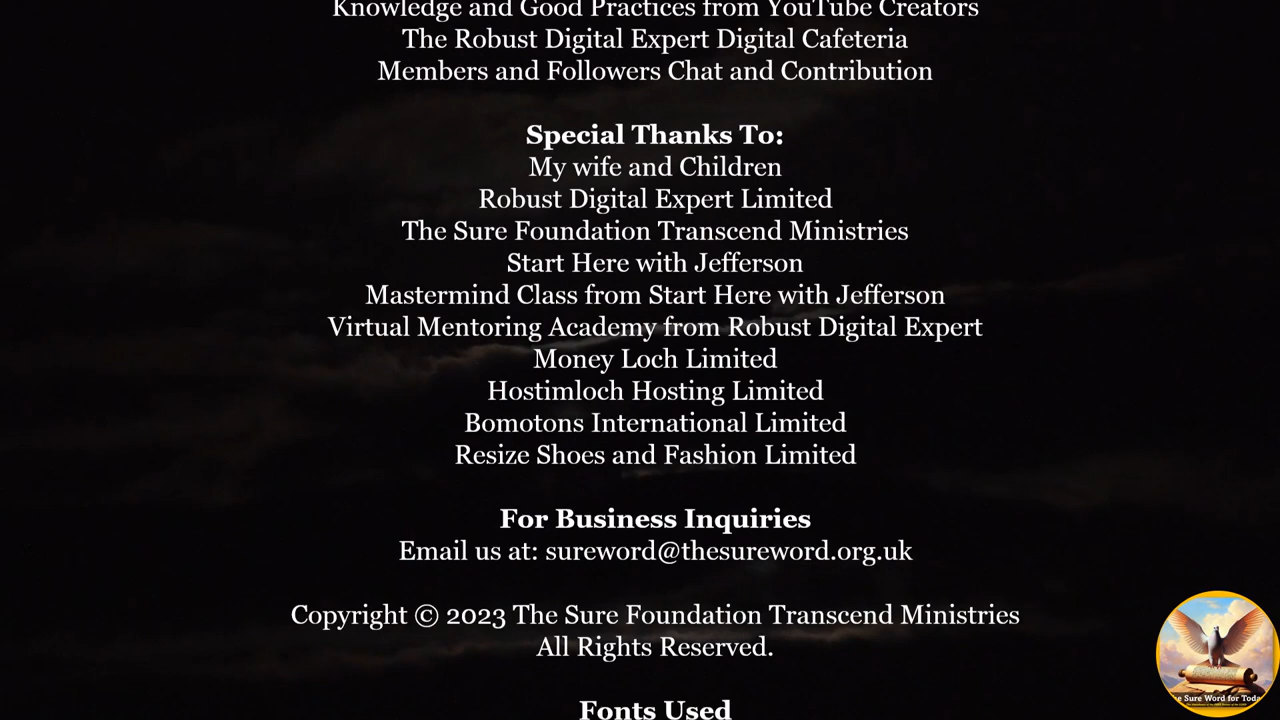 Knowledge and Good Practices from YouTube Creators
The Robust Digital Expert Digital Cafeteria
Members and Followers Chat and Contribution
Special Thanks To:
My wife and Children
Robust Digital Expert Limited
The Sure Foundation Transcend Ministries
Start Here with Jefferson
Mastermind Class from Start Here with Jefferson
Virtual Mentoring Academy from Robust Digital Expert
Money Loch Limited
Hostimloch Hosting Limited
Bomotons International Limited
Resize Shoes and Fashion Limited
For Business Inquiries
Email us at: sureword@thesureword.org.uk
Copyright © 2023 The Sure Foundation Transcend Ministries
All Rights Reserved.
Sure Word for
Fonts Used